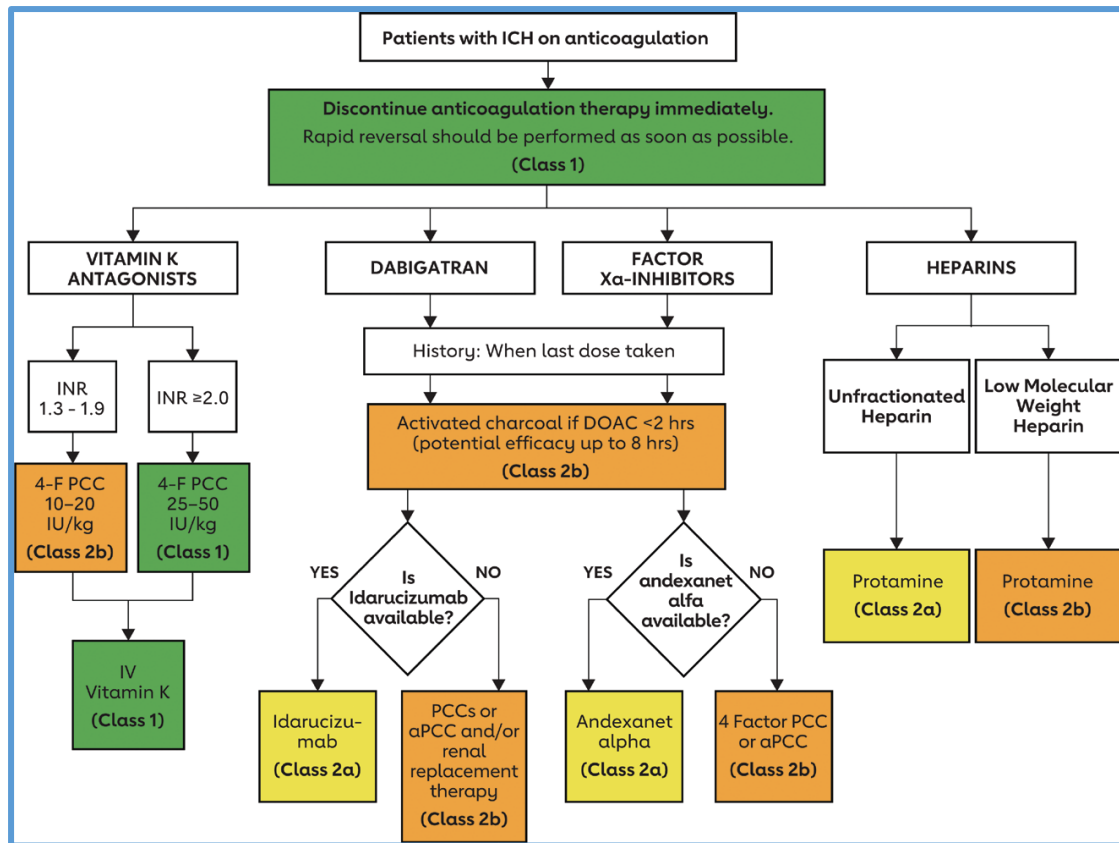 Patients with ICH on anticoagulation
Discontinue anticoagulation therapy immediately.
Rapid reversal should be performed as soon as possible.
(Class 1)
VITAMIN K
ANTAGONISTS
DABIGATRAN
FACTOR
Xa-INHIBITORS
HEPARINS
INR
1.3 - 1.9
INR ≥2.0
History: When last dose taken
Unfractionated
Heparin
Low Molecular
Weight
Heparin
4-F PCC
10–20
IU/kg
(Class 2b)
4-F PCC
25–50
IU/kg
(Class 1)
Activated charcoal if DOAC <2 hrs
(potential efficacy up to 8 hrs)
(Class 2b)
IV
Vitamin K
(Class 1)
YES
Is
Idarucizumab
available?
NO
YES
Is
andexanet
alfa
available?
NO
Protamine
(Class 2a)
Protamine
(Class 2b)
Idarucizu-
mab
(Class 2a)
PCCs or
aPCC and/or
renal
replacement
therapy
(Class 2b)
Andexanet
alpha
(Class 2a)
4 Factor PCC
or aPCC
(Class 2b)